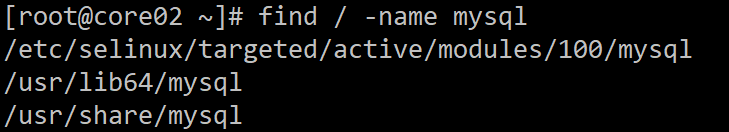 [root@core02 ~]# find / -name mysql
/etc/selinux/targeted/active/modules/100/mysql
/usr/lib64/mysql
/usr/share/mysql